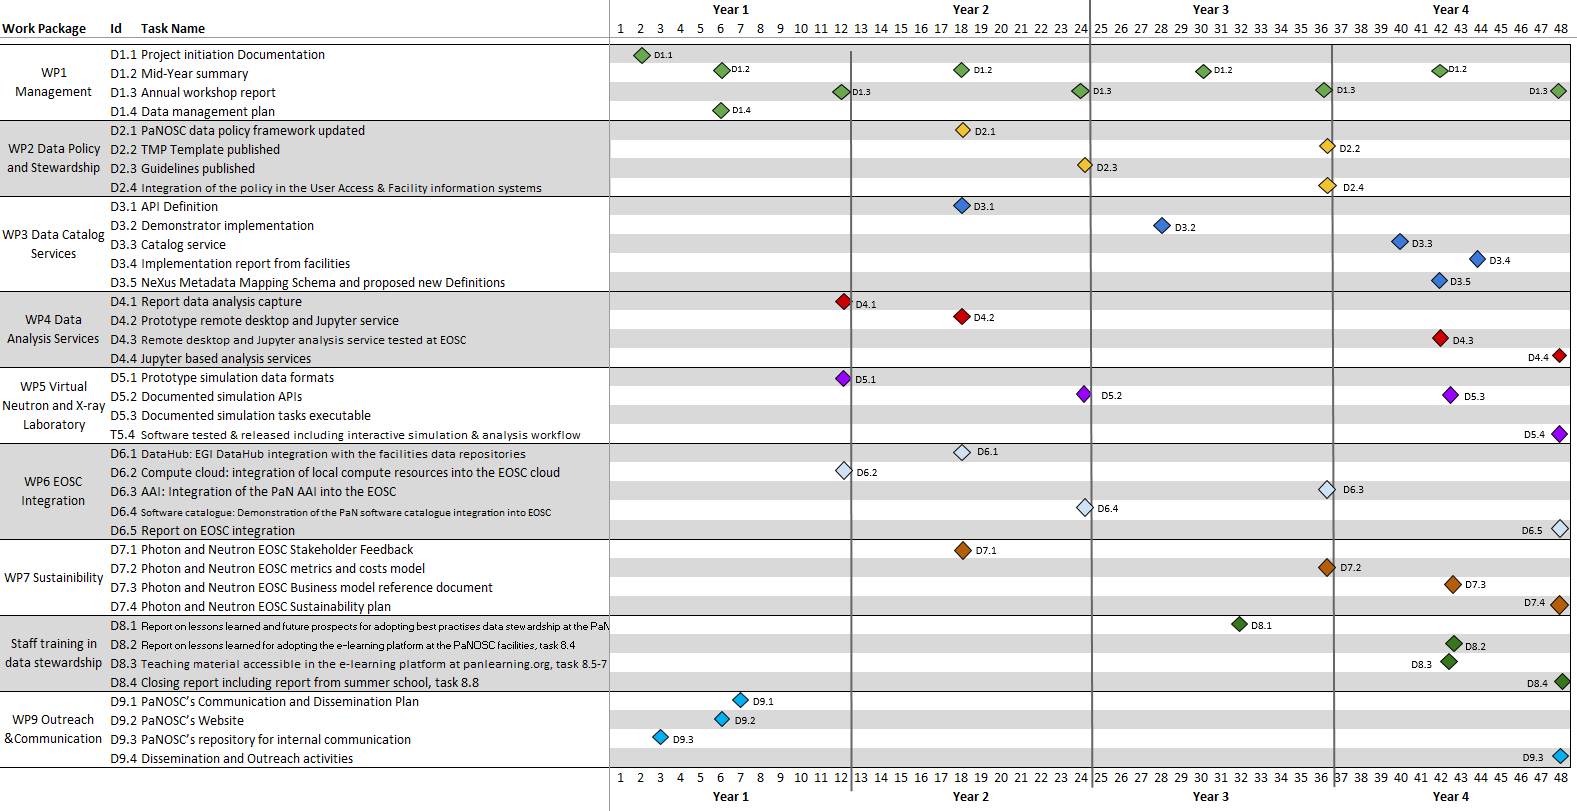 Year 1 Year 2 Year 3 Year 4
Work Package Id Task Name 1 2 3 4 5 6 7 8 9 10 11 12 13 14 15 16 17 18 19 20 21 22 23 24 25 26 27 28 29 30 31 32 33 34 35 36 37 38 39 40 41 42 43 44 45 46 47 48
WP1
Management
D1.1 Project initiation Documentation D1.1
D1.2 Mid-Year summary D1.2 D1.2 D1.2 D1.2
D1.3 Annual workshop report D1.3 D1.3 D1.3 D1.3
D1.4 Data management plan D1.4
WP2 Data Policy
and Stewardship
D2.1 PaNOSC data policy framework updated D2.1
D2.2 TMP Template published D2.2
D2.3 Guidelines published D2.3
D2.4 Integration of the policy in the User Access & Facility information systems D2.4
WP3 Data Catalog
Services
D3.1 API Definition D3.1
D3.2 Demonstrator implementation D3.2
D3.3 Catalog service D3.3
D3.4 Implementation report from facilities D3.4
D3.5 NeXus Metadata Mapping Schema and proposed new Definitions D3.5
WP4 Data
Analysis Services
D4.1 Report data analysis capture D4.1
D4.2 Prototype remote desktop and Jupyter service D4.2
D4.3 Remote desktop and Jupyter analysis service tested at EOSC D4.3
D4.4 Jupyter based analysis services D4.4
WP5 Virtual
Neutron and X-ray
Laboratory
D5.1 Prototype simulation data formats D5.1
D5.2 Documented simulation APIs D5.2 D5.3
D5.3 Documented simulation tasks executable
T5.4 Software tested & released including interactive simulation & analysis workflow D5.4
WP6 EOSC
Integration
D6.1 DataHub: EGI DataHub integration with the facilities data repositories D6.1
D6.2 Compute cloud: integration of local compute resources into the EOSC cloud D6.2
D6.3 AAI: Integration of the PaN AAI into the EOSC D6.3
D6.4 Software catalogue: Demonstration of the PaN software catalogue integration into EOSC D6.4
D6.5 Report on EOSC integration D6.5
WP7 Sustainability
D7.1 Photon and Neutron EOSC Stakeholder Feedback D7.1
D7.2 Photon and Neutron EOSC metrics and costs model D7.2
D7.3 Photon and Neutron EOSC Business model reference document D7.3
D7.4 Photon and Neutron EOSC Sustainability plan D7.4
Staff training in
data stewardship
D8.1 Report on lessons learned and future prospects for adopting best practises data stewardship at the PaN D8.1
D8.2 Report on lessons learned for adopting the e-learning platform at the PaNOSC facilities, task 8.4 D8.2
D8.3 Teaching material accessible in the e-learning platform at panlearning.org, task 8.5-7 D8.3
D8.4 Closing report including report from summer school, task 8.8 D8.4
WP9 Outreach
&Communication
D9.1 PaNOSC's Communication and Dissemination Plan D9.1
D9.2 PaNOSC's Website D9.2
D9.3 PaNOSC's repository for internal communication D9.3
D9.4 Dissemination and Outreach activities D9.3
1 2 3 4 5 6 7 8 9 10 11 12 13 14 15 16 17 18 19 20 21 22 23 24 25 26 27 28 29 30 31 32 33 34 35 36 37 38 39 40 41 42 43 44 45 46 47 48
Year 1 Year 2 Year 3 Year 4